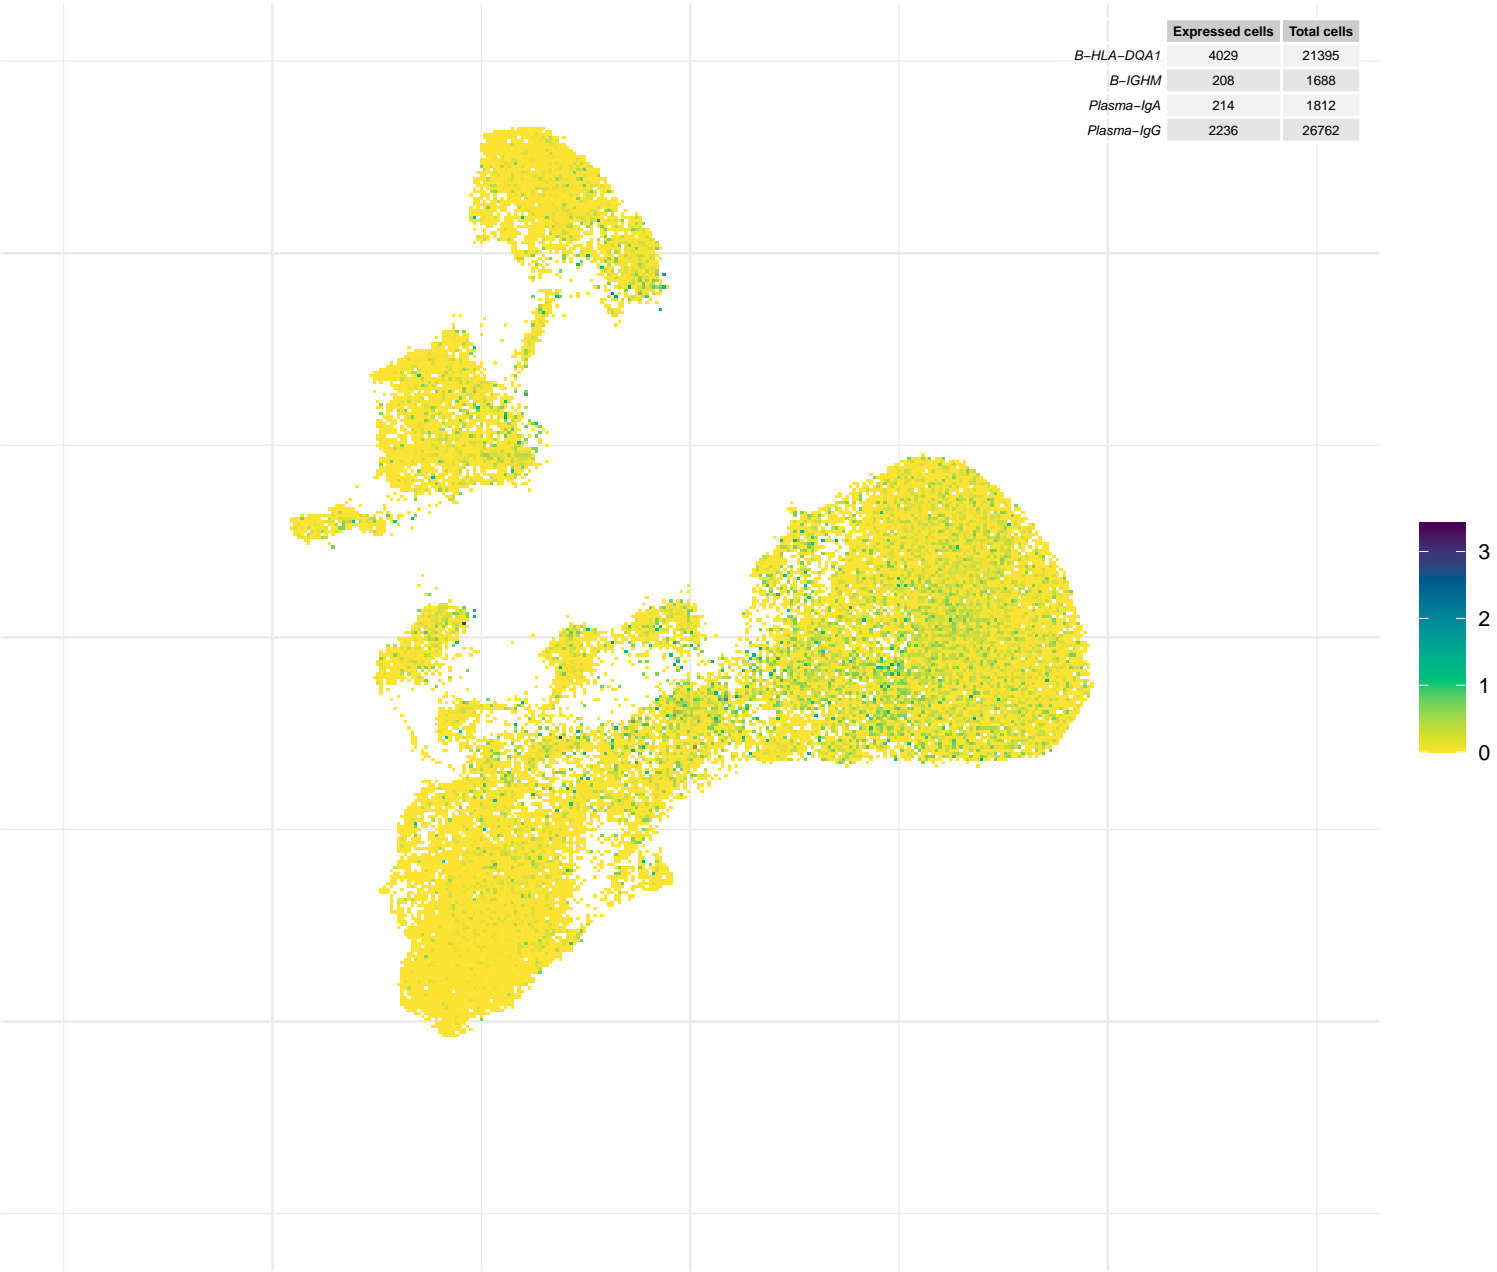 Expressed cells Total cells
B−HLA−DQA1 4029 21395
B−IGHM 208 1688
Plasma−IgA 214 1812
Plasma−IgG 2236 26762
3
2
1
0